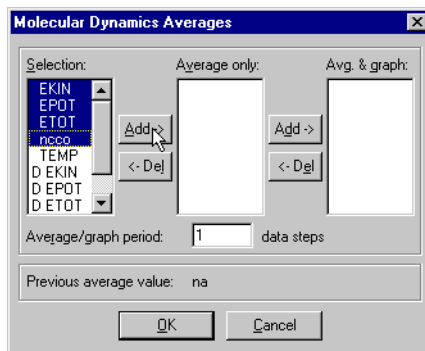 Molecular Dynamics Averages
Selection: Average only: Avg. & graph:
EKIN
EPOT
ETOT
ncco
TEMP
D EKIN
D EPOT
D ETOT
Add -> Add ->
<- Del <- Del
Average/graph period: 1 data steps
Previous average value: na
OK Cancel